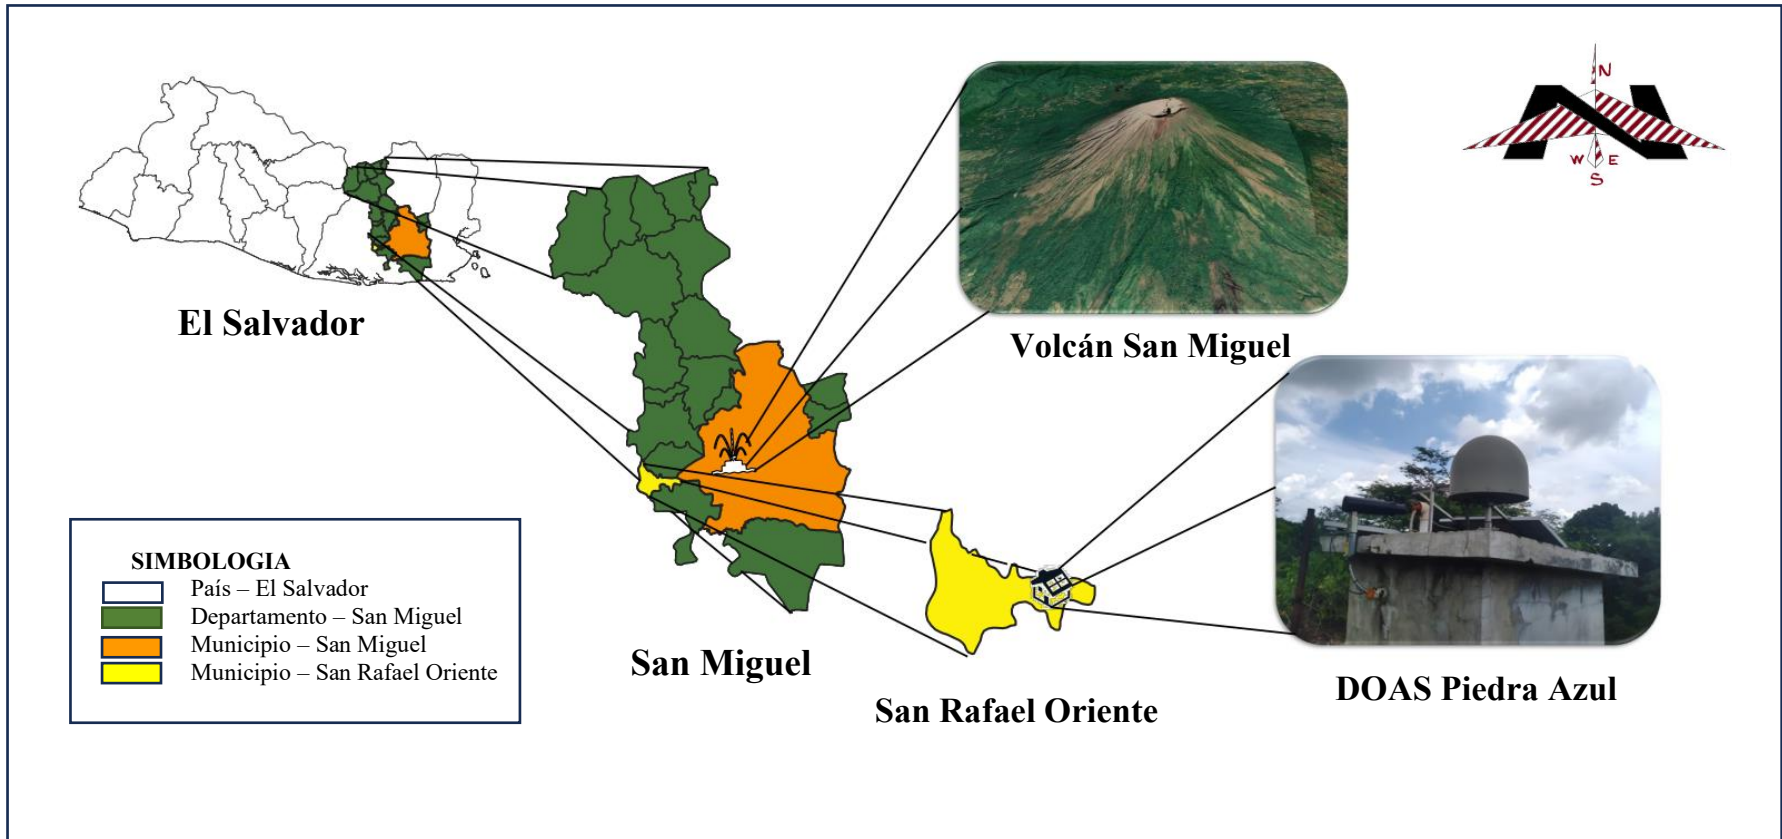 N
W E
S
El Salvador
Volcán San Miguel
SIMBOLOGIA
País – El Salvador
Departamento – San Miguel
Municipio – San Miguel
Municipio – San Rafael Oriente
San Miguel
San Rafael Oriente
DOAS Piedra Azul